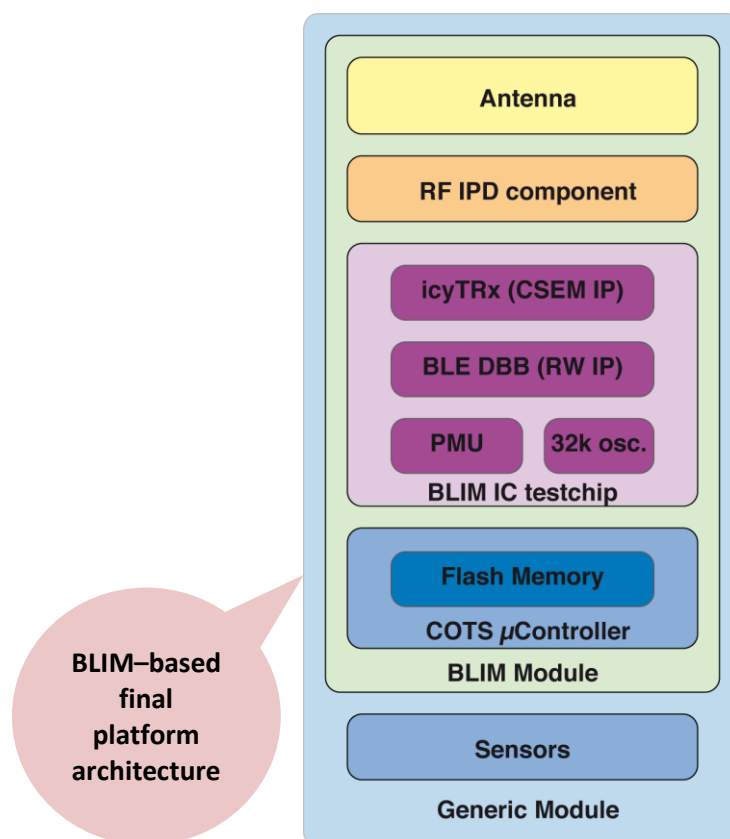 Antenna
RF IPD component
icyTRx (CSEM IP)
BLE DBB (RW IP)
PMU
32k osc.
BLIM IC testchip
Flash Memory
COTS µController
BLIM Module
Sensors
Generic Module
BLIM–based
final
platform
architecture